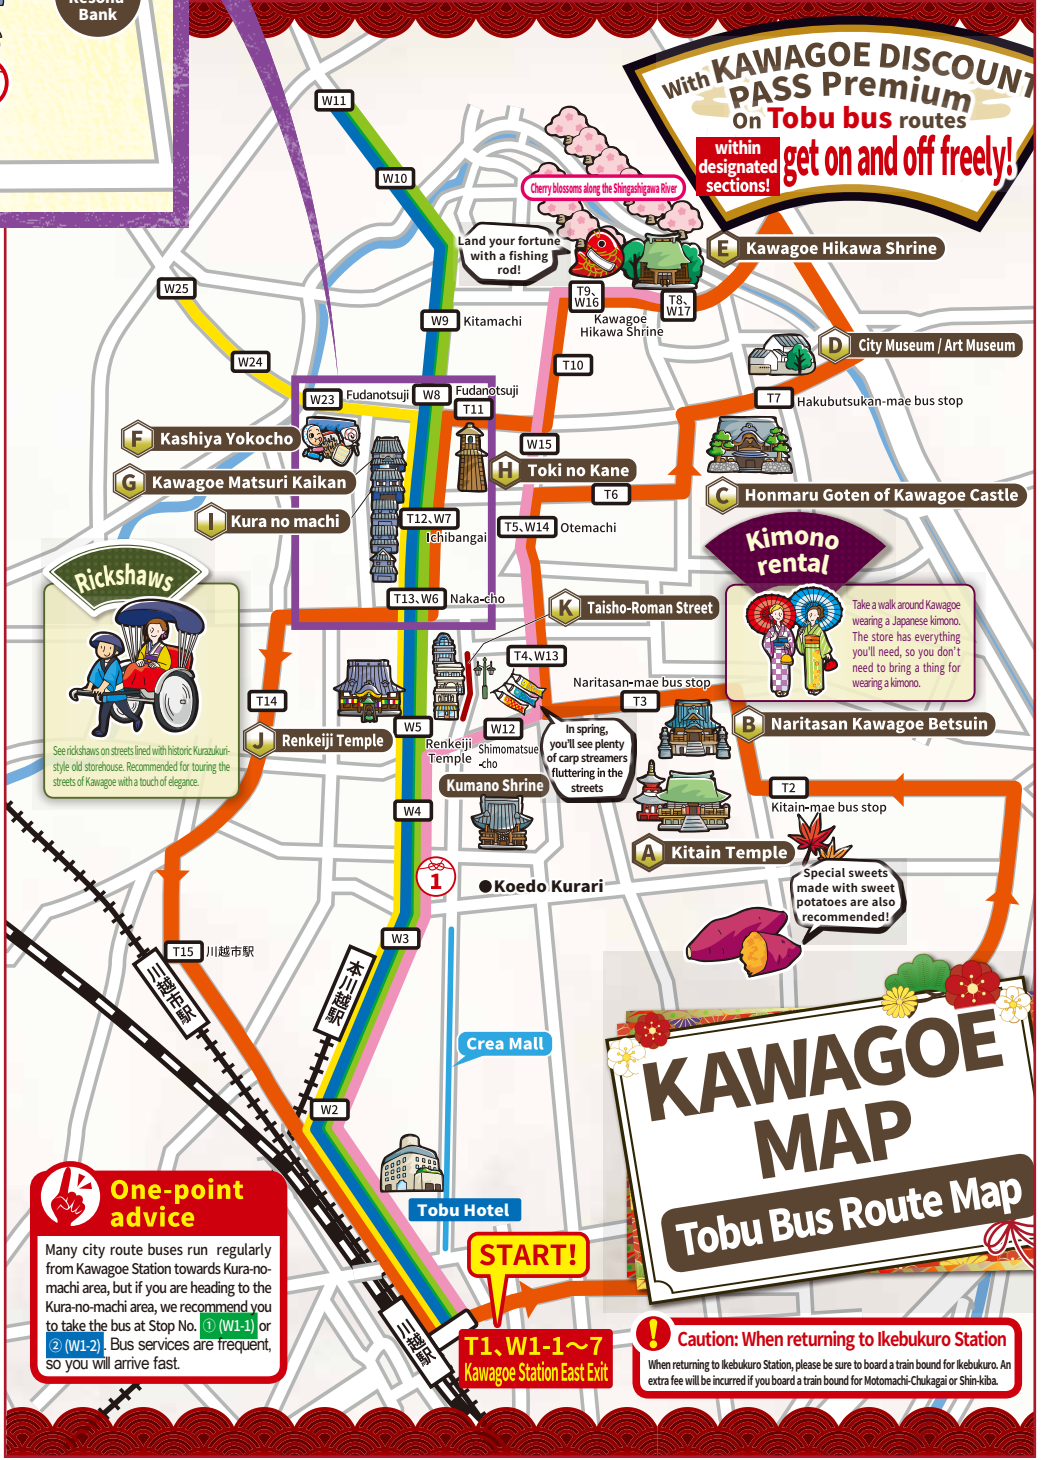 Bank
With KAWAGOE DISCOUNT
PASS Premium
On Tobu bus routes
within
designated
sections!
get on and off freely!
W11
W10
Cherry blossoms along the Shingashigawa River
Land your fortune
with a fishing
rod!
E Kawagoe Hikawa Shrine
W25
T9、
W16
T8、
W17
W9 Kitamachi
Kawagoe
Hikawa Shrine
D City Museum / Art Museum
W24
T10
W23 Fudanotsuji W8 Fudanotsuji
T11
T7 Hakubutsukan-mae bus stop
F Kashiya Yokocho
W15
H Toki no Kane
G Kawagoe Matsuri Kaikan
T6
C Honmaru Goten of Kawagoe Castle
I Kura no machi
T12、W7
Ichibangai
T5、W14 Otemachi
Kimono
rental
Rickshaws
T13、W6 Naka-cho
K Taisho-Roman Street
Take a walk around Kawagoe
wearing a Japanese kimono.
The store has everything
you'll need, so you don't
need to bring a thing for
wearing a kimono.
T4、W13
Naritasan-mae bus stop
T3
T14
J Renkeiji Temple
W5
Renkeiji
Temple
W12
Shimomatsue
-cho
In spring,
you'll see plenty
of carp streamers
fluttering in the
streets
B Naritasan Kawagoe Betsuin
See rickshaws on streets lined with historic Kurazukuri-
style old storehouse. Recommended for touring the
streets of Kawagoe with a touch of elegance.
Kumano Shrine
T2
Kitain-mae bus stop
W4
A Kitain Temple
1
●Koedo Kurari
Special sweets
made with sweet
potatoes are also
recommended!
W3
T15 川越市駅
川越市駅
本川越駅
Crea Mall
KAWAGOE
MAP
Tobu Bus Route Map
W2
Tobu Hotel
One-point
advice
Many city route buses run regularly
from Kawagoe Station towards Kura-no-
machi area, but if you are heading to the
Kura-no-machi area, we recommend you
to take the bus at Stop No. ① (W1-1) or
② (W1-2). Bus services are frequent,
so you will arrive fast.
START!
川越駅
T1、W1-1～7
Kawagoe Station East Exit
Caution: When returning to Ikebukuro Station
When returning to Ikebukuro Station, please be sure to board a train bound for Ikebukuro. An
extra fee will be incurred if you board a train bound for Motomachi-Chukagai or Shin-kiba.